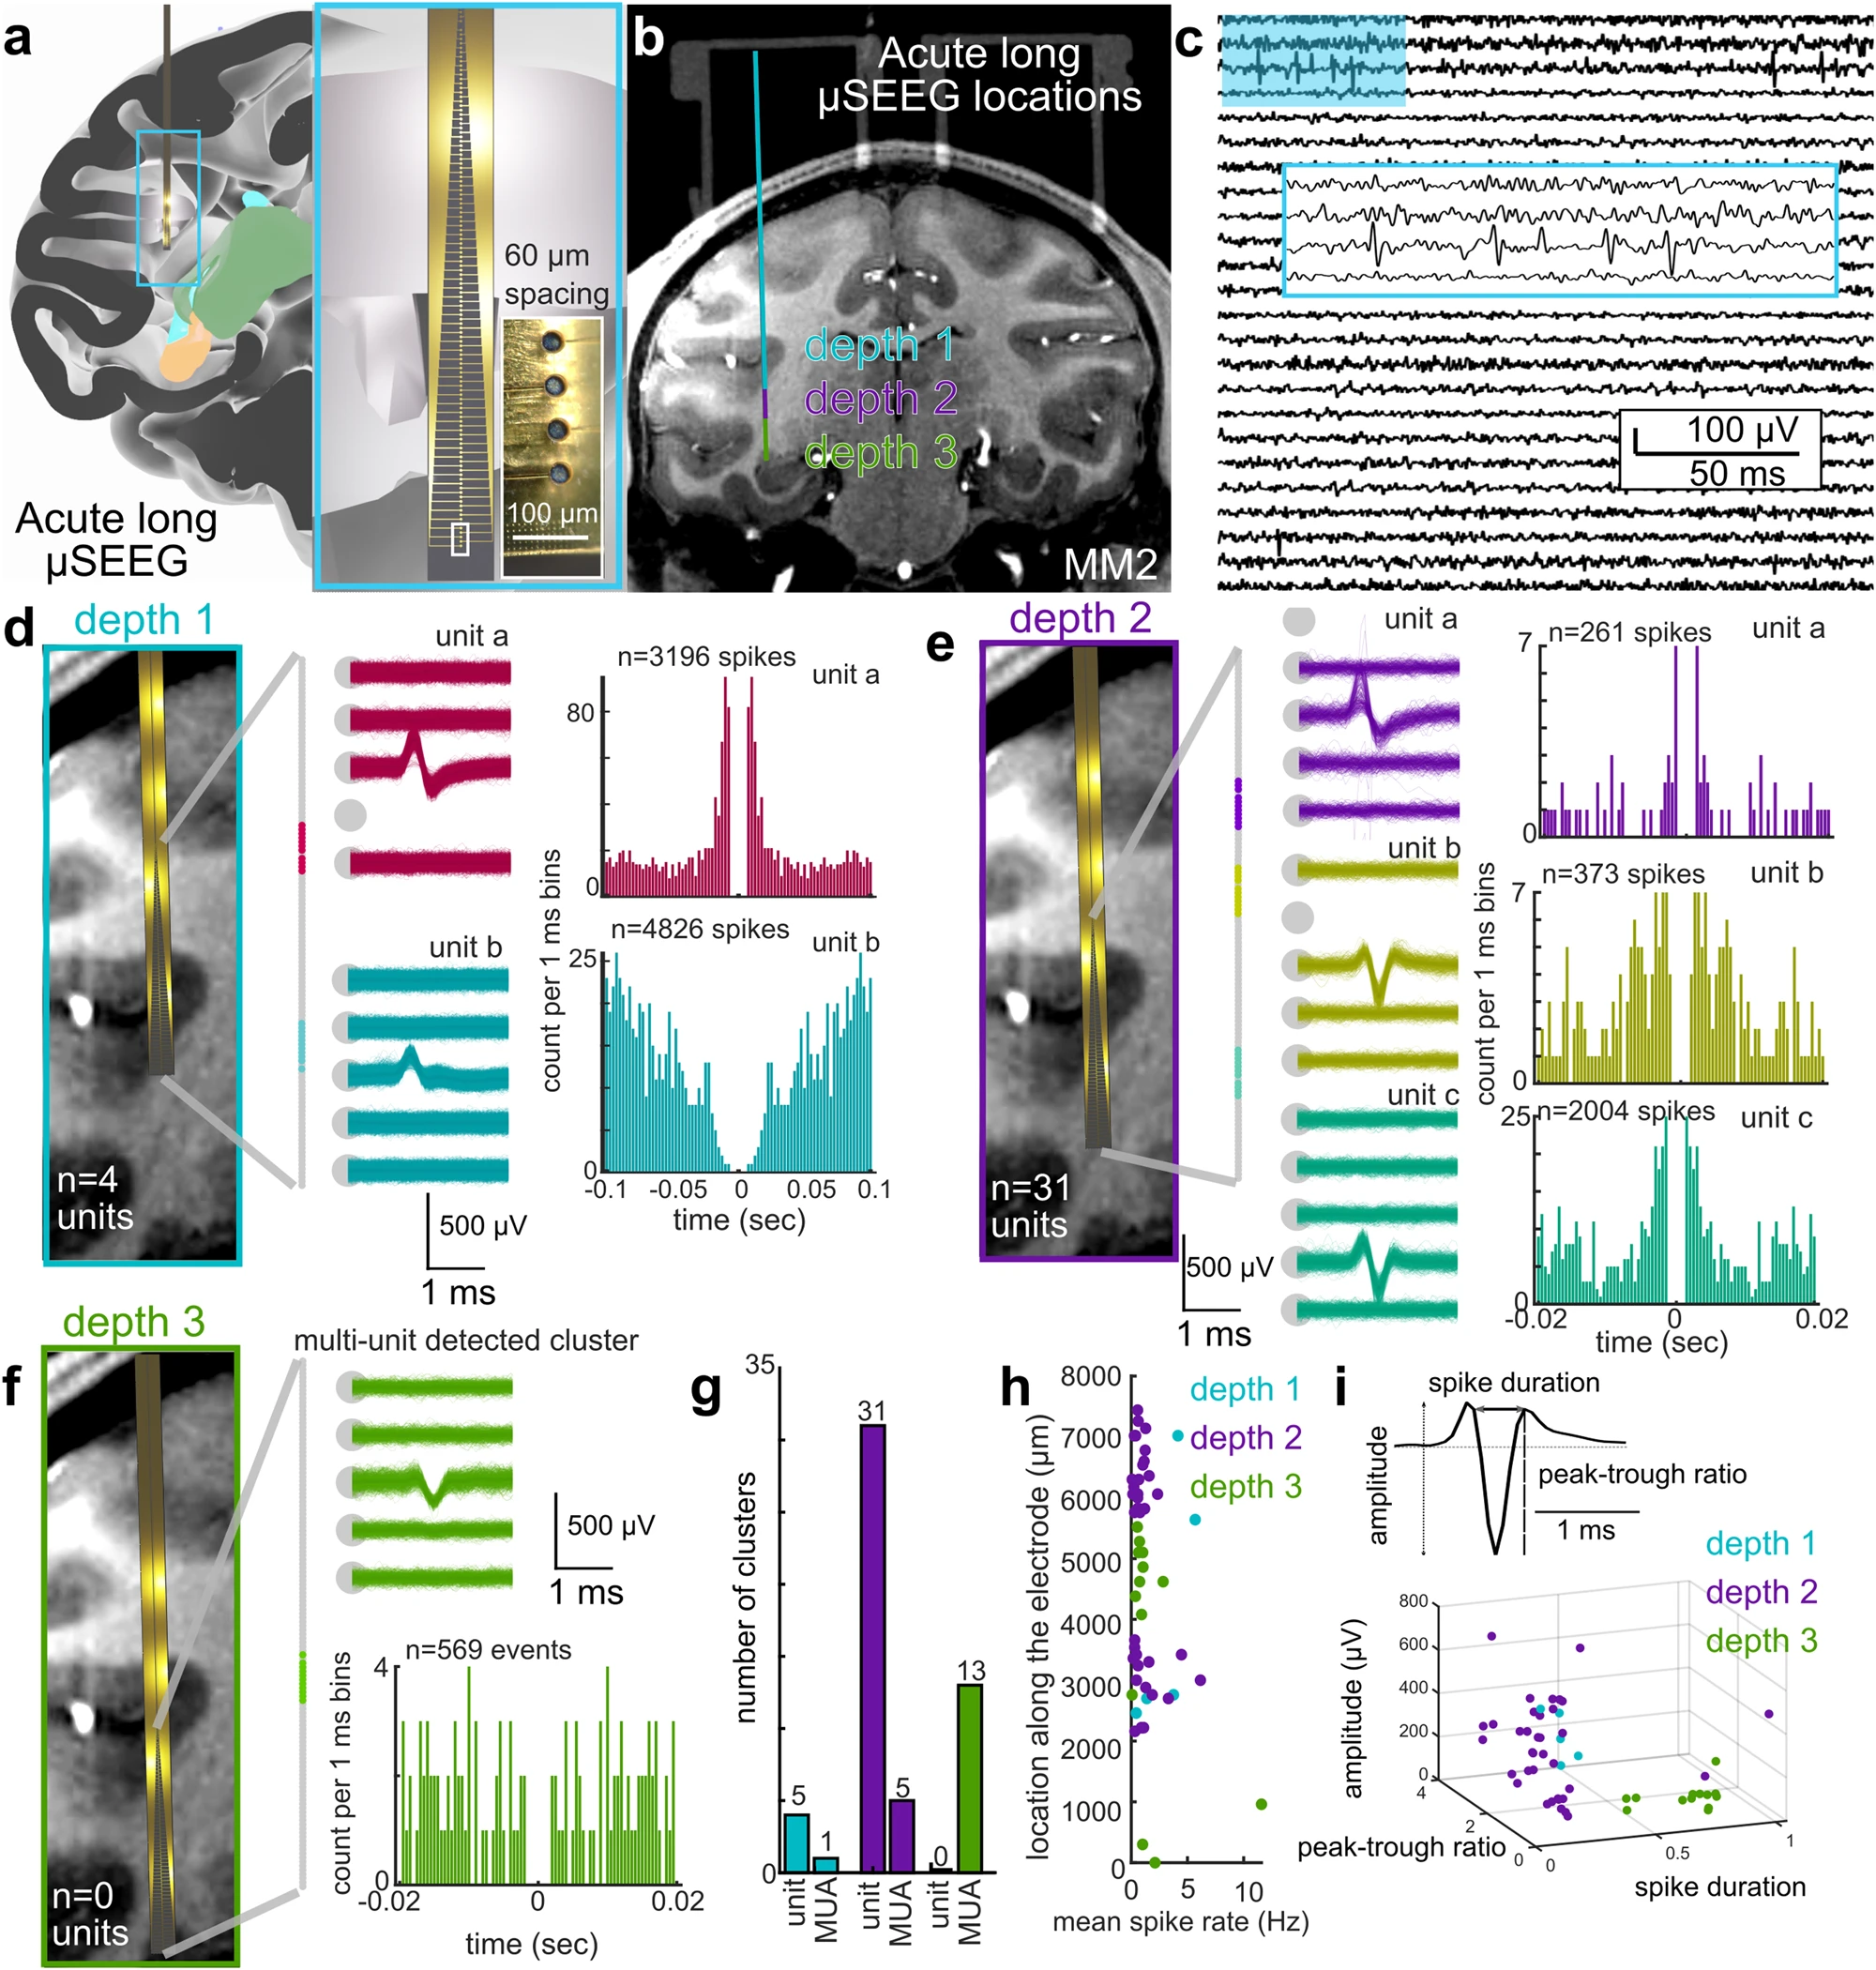 a
60 µm
spacing
100 µm
Acute long
µSEEG
b
Acute long
µSEEG locations
depth 1
depth 2
depth 3
MM2
c
100 µV
50 ms
d
depth 1
n=4
units
unit a
unit b
500 µV
1 ms
n=3196 spikes
unit a
80
0
count per 1 ms bins
n=4826 spikes
unit b
25
0
-0.1 -0.05 0 0.05 0.1
time (sec)
e
depth 2
n=31
units
unit a
unit b
unit c
500 µV
1 ms
n=261 spikes
unit a
7
0
count per 1 ms bins
n=373 spikes
unit b
7
0
n=2004 spikes
unit c
25
0
-0.02 0 0.02
time (sec)
f
depth 3
n=0
units
multi-unit detected cluster
500 µV
1 ms
n=569 events
4
0
count per 1 ms bins
-0.02 0 0.02
time (sec)
g
35
0
number of clusters
5
1
31
5
0
13
unit
MUA
unit
MUA
unit
MUA
h
location along the electrode (µm)
8000
7000
6000
5000
4000
3000
2000
1000
0
0 5 10
mean spike rate (Hz)
depth 1
depth 2
depth 3
i
spike duration
amplitude
peak-trough ratio
1 ms
depth 1
depth 2
depth 3
amplitude (µV)
800
600
400
200
0
4
2
0
peak-trough ratio
0
0.5
1
spike duration